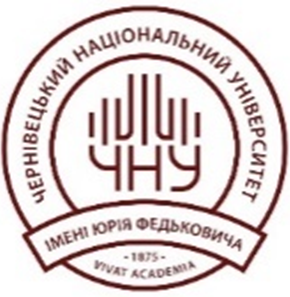 ЧЕРНІВЕЦЬКИЙ НАЦІОНАЛЬНИЙ УНІВЕРСИТЕТ
ЧНУ
ІМЕНІ ЮРІЯ ФЕДЬКОВИЧА
- 1875 -
VIVAT ACADEMIA